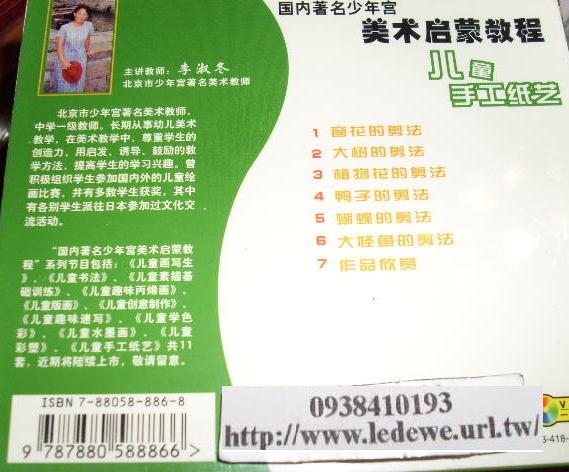 国内著名少年宫
美术启蒙教程
儿童
手工纸艺
主讲教师：李淑冬
北京市少年宫著名美术教师
北京市少年宫著名美术教师，
中学一级教师。长期从事幼儿美术
教学，在美术教学中、尊重学生的
创造力，用启发、诱导、鼓励的教
学方法，提高学生的学习兴趣。曾
积极组织学生参加国内外的儿童绘
画比赛，并有多数学生获奖，其中
有各别学生派往日本参加过文化交
流活动。
“国内著名少年宫美术启蒙教
程”系列节目包括：《儿童画写生
》、《儿童书法》、《儿童素描基
础训练》、《儿童趣味丙烯画》、
《儿童版画》、《儿童创意制作》、
《儿童趣味速写》、《儿童学色
彩》、《儿童水墨画》、《儿童
彩塑》、《儿童手工纸艺》共11
套，近期将陆续上市，敬请留意。
1 窗花的剪法
2 大树的剪法
3 植物花的剪法
4 鸭子的剪法
5 蝴蝶的剪法
6 大怪鱼的剪法
7 作品欣赏
ISBN 7-88058-886-8
9 787880 588866 >
0938410193
http://www.ledewe.url.tw/